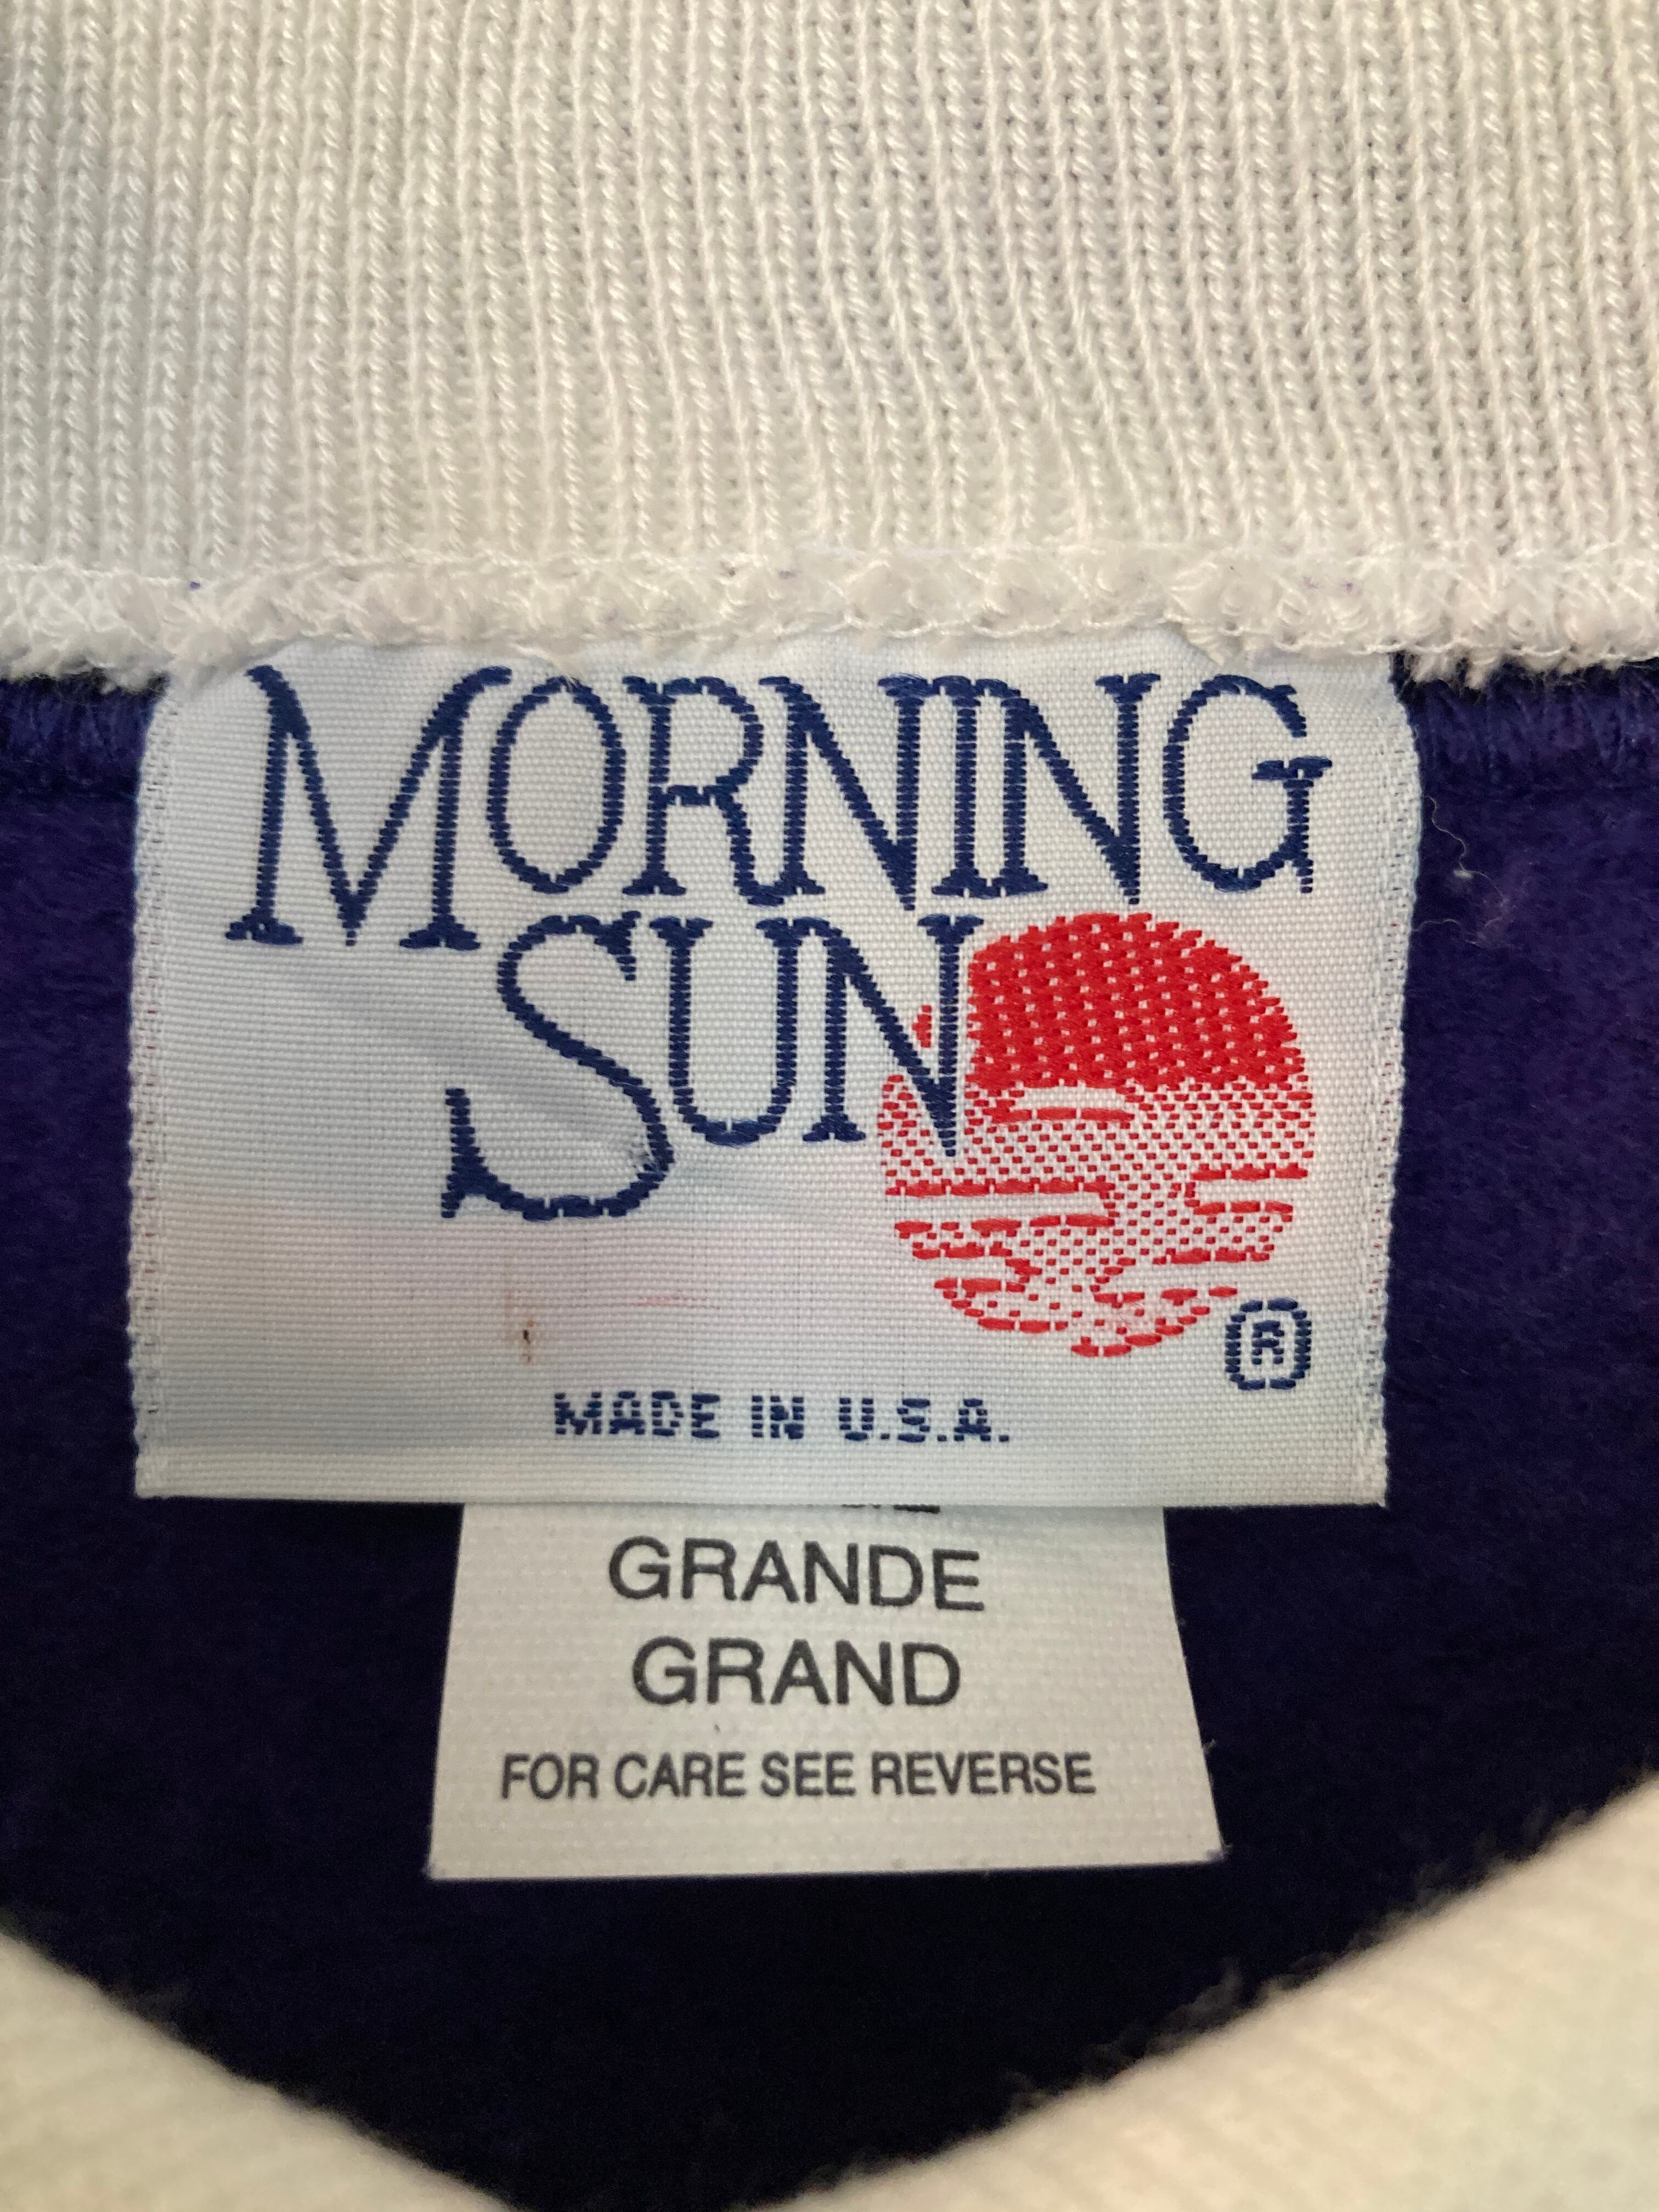 MORNING
SUN
®
MADE IN U.S.A.
GRANDE
GRAND
FOR CARE SEE REVERSE